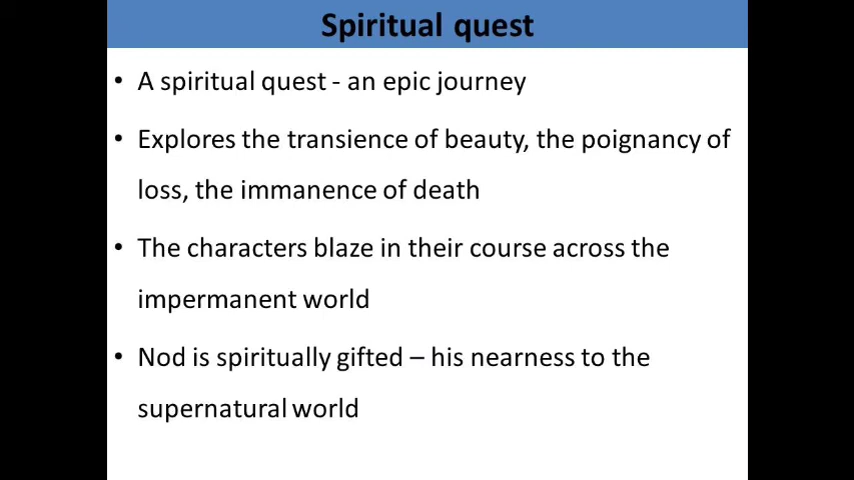 Spiritual quest
• A spiritual quest - an epic journey
• Explores the transience of beauty, the poignancy of
loss, the immanence of death
• The characters blaze in their course across the
impermanent world
• Nod is spiritually gifted – his nearness to the
supernatural world